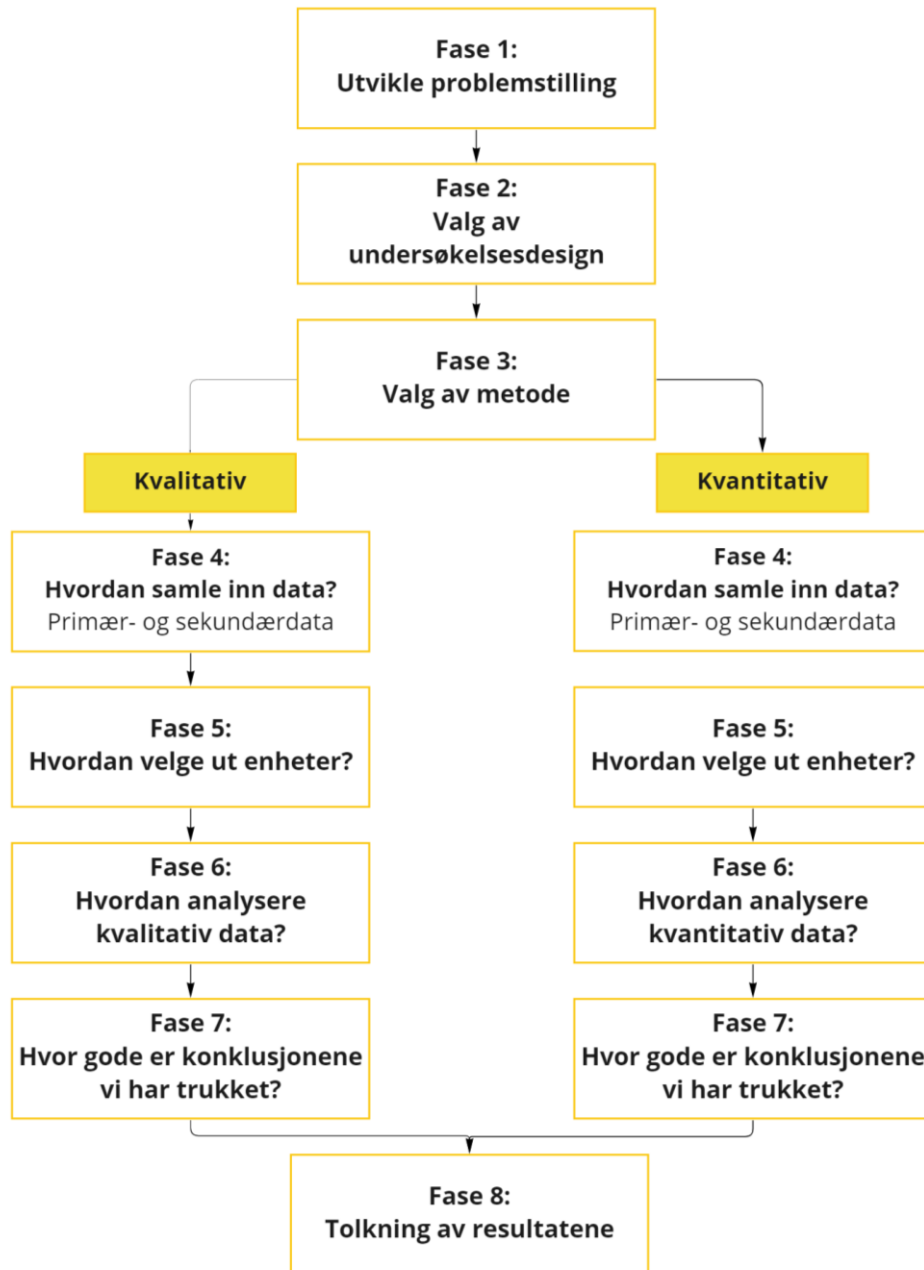 Fase 1:
Utvikle problemstilling
Fase 2:
Valg av
undersøkelsesdesign
Fase 3:
Valg av metode
Kvalitativ
Kvantitativ
Fase 4:
Hvordan samle inn data?
Primær- og sekundærdata
Fase 4:
Hvordan samle inn data?
Primær- og sekundærdata
Fase 5:
Hvordan velge ut enheter?
Fase 5:
Hvordan velge ut enheter?
Fase 6:
Hvordan analysere
kvalitativ data?
Fase 6:
Hvordan analysere
kvantitativ data?
Fase 7:
Hvor gode er konklusjonene
vi har trukket?
Fase 7:
Hvor gode er konklusjonene
vi har trukket?
Fase 8:
Tolkning av resultatene